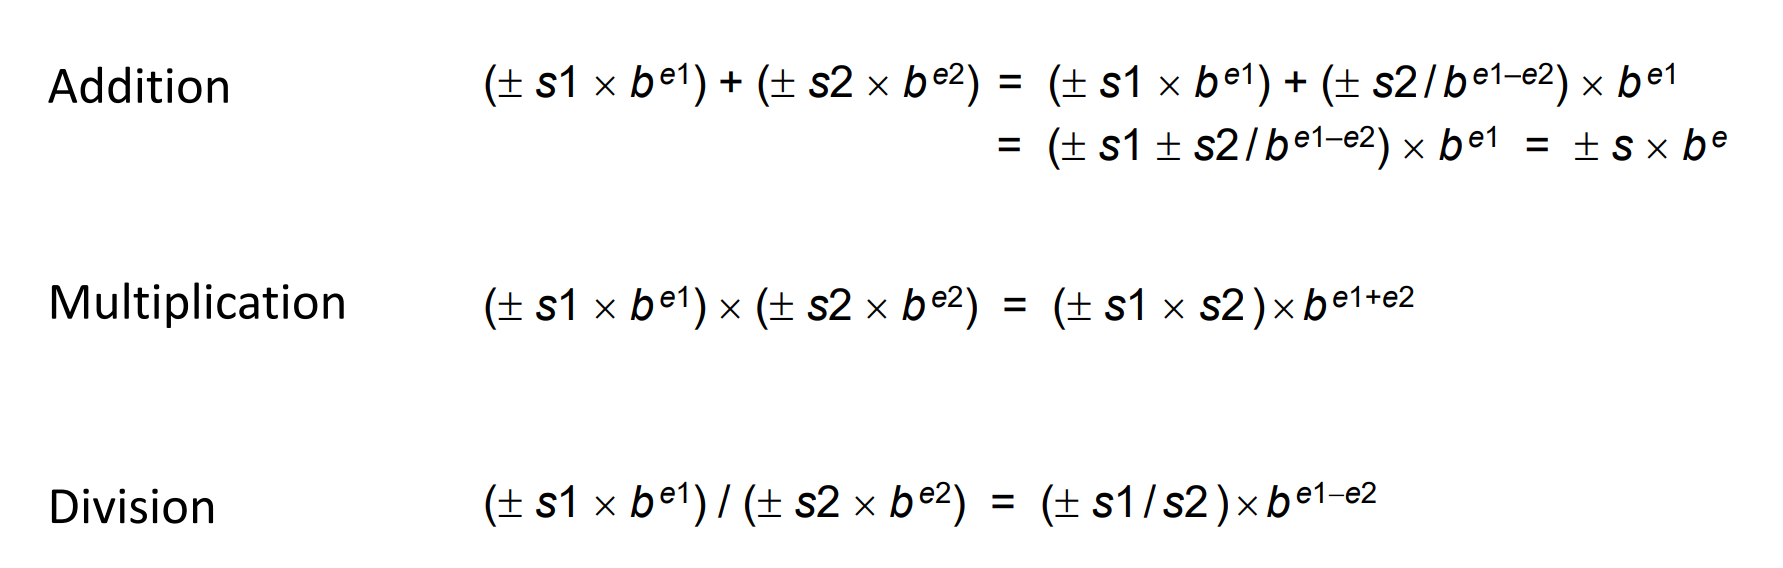 Addition (± s1 × b^e1) + (± s2 × b^e2) = (± s1 × b^e1) + (± s2/b^e1–e2) × b^e1
= (± s1 ± s2/b^e1–e2) × b^e1 = ± s × b^e
Multiplication (± s1 × b^e1) × (± s2 × b^e2) = (± s1 × s2) × b^e1+e2
Division (± s1 × b^e1) / (± s2 × b^e2) = (± s1/s2) × b^e1–e2